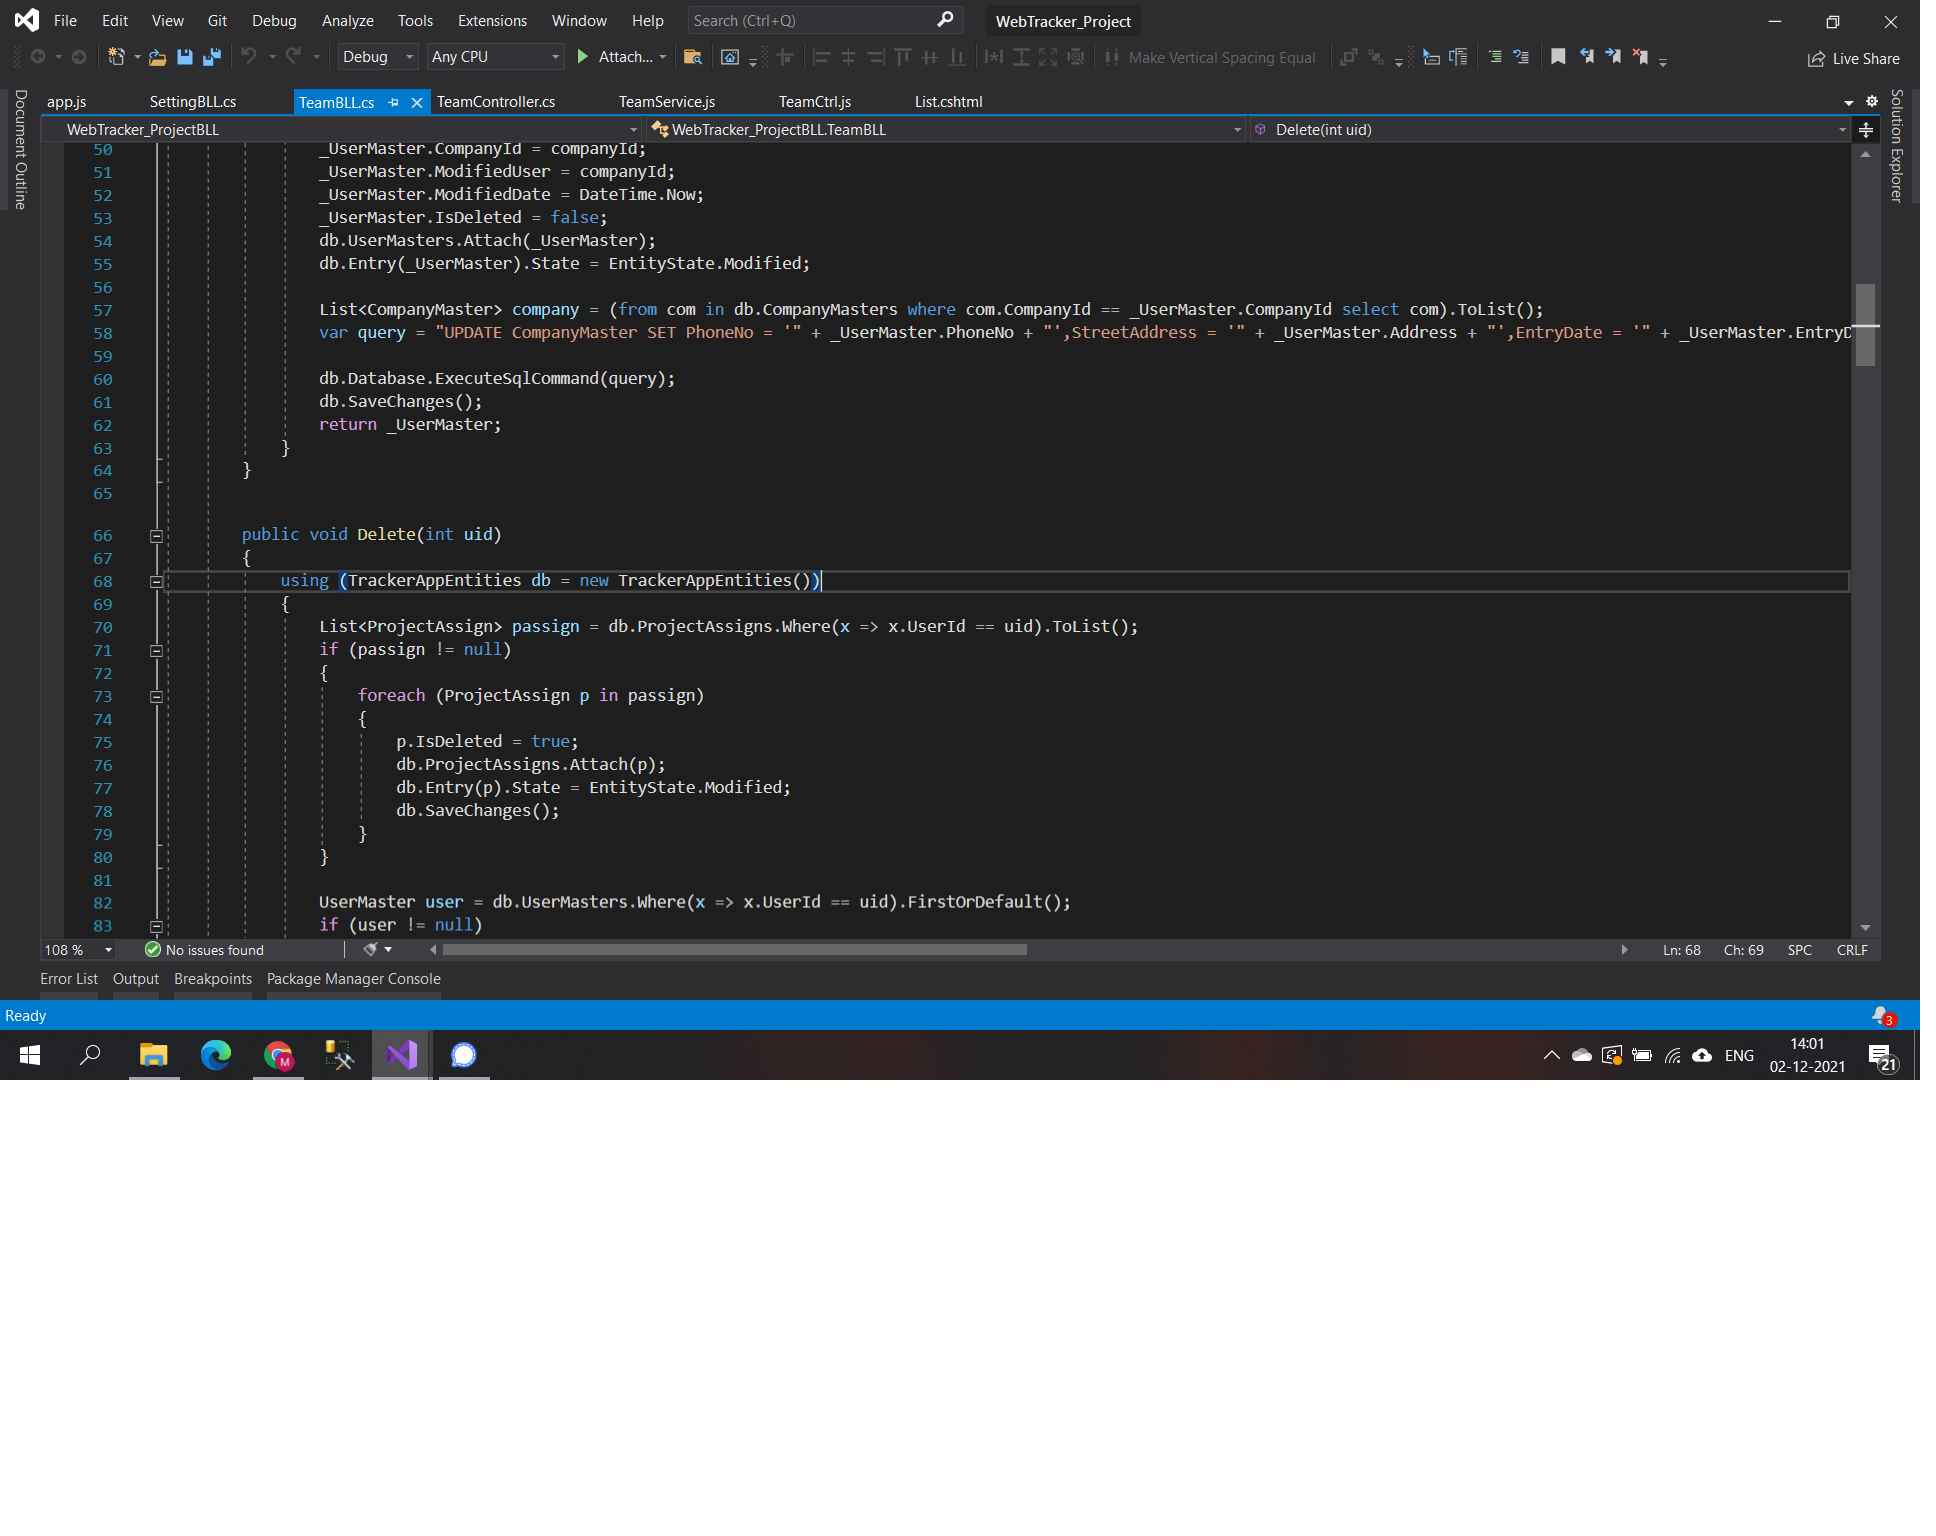 File Edit View Git Debug Analyze Tools Extensions Window Help Search (Ctrl+Q) WebTracker_Project
Debug Any CPU Attach... Make Vertical Spacing Equal Live Share
app.js SettingBLL.cs TeamBLL.cs TeamController.cs TeamService.js TeamCtrl.js List.cshtml
Document Outline
Solution Explorer
WebTracker_ProjectBLL WebTracker_ProjectBLL.TeamBLL Delete(int uid)
50 _UserMaster.CompanyId = companyId;
51 _UserMaster.ModifiedUser = companyId;
52 _UserMaster.ModifiedDate = DateTime.Now;
53 _UserMaster.IsDeleted = false;
54 db.UserMasters.Attach(_UserMaster);
55 db.Entry(_UserMaster).State = EntityState.Modified;
56
57 List<CompanyMaster> company = (from com in db.CompanyMasters where com.CompanyId == _UserMaster.CompanyId select com).ToList();
58 var query = "UPDATE CompanyMaster SET PhoneNo = '" + _UserMaster.PhoneNo + "',StreetAddress = '" + _UserMaster.Address + "',EntryDate = '" + _UserMaster.EntryD
59
60 db.Database.ExecuteSqlCommand(query);
61 db.SaveChanges();
62 return _UserMaster;
63 }
64 }
65
66 public void Delete(int uid)
67 {
68 using (TrackerAppEntities db = new TrackerAppEntities())
69 {
70 List<ProjectAssign> passign = db.ProjectAssigns.Where(x => x.UserId == uid).ToList();
71 if (passign != null)
72 {
73 foreach (ProjectAssign p in passign)
74 {
75 p.IsDeleted = true;
76 db.ProjectAssigns.Attach(p);
77 db.Entry(p).State = EntityState.Modified;
78 db.SaveChanges();
79 }
80 }
81
82 UserMaster user = db.UserMasters.Where(x => x.UserId == uid).FirstOrDefault();
83 if (user != null)
108 % No issues found Ln: 68 Ch: 69 SPC CRLF
Error List Output Breakpoints Package Manager Console
Ready 3
M ENG 14:01
02-12-2021 21